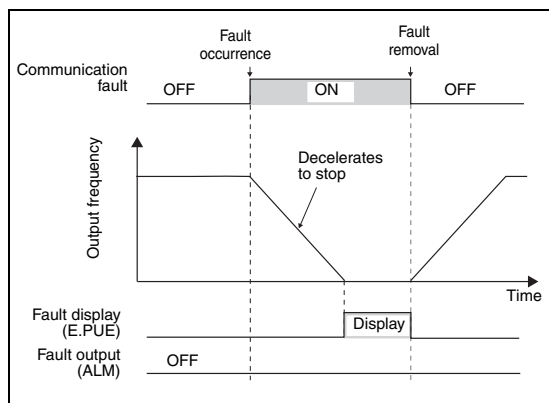 Fault
occurrence
Fault
removal
Communication
fault
OFF
ON
OFF
Output frequency
Decelerates
to stop
Time
Fault display
(E.PUE)
Display
Fault output
(ALM)
OFF